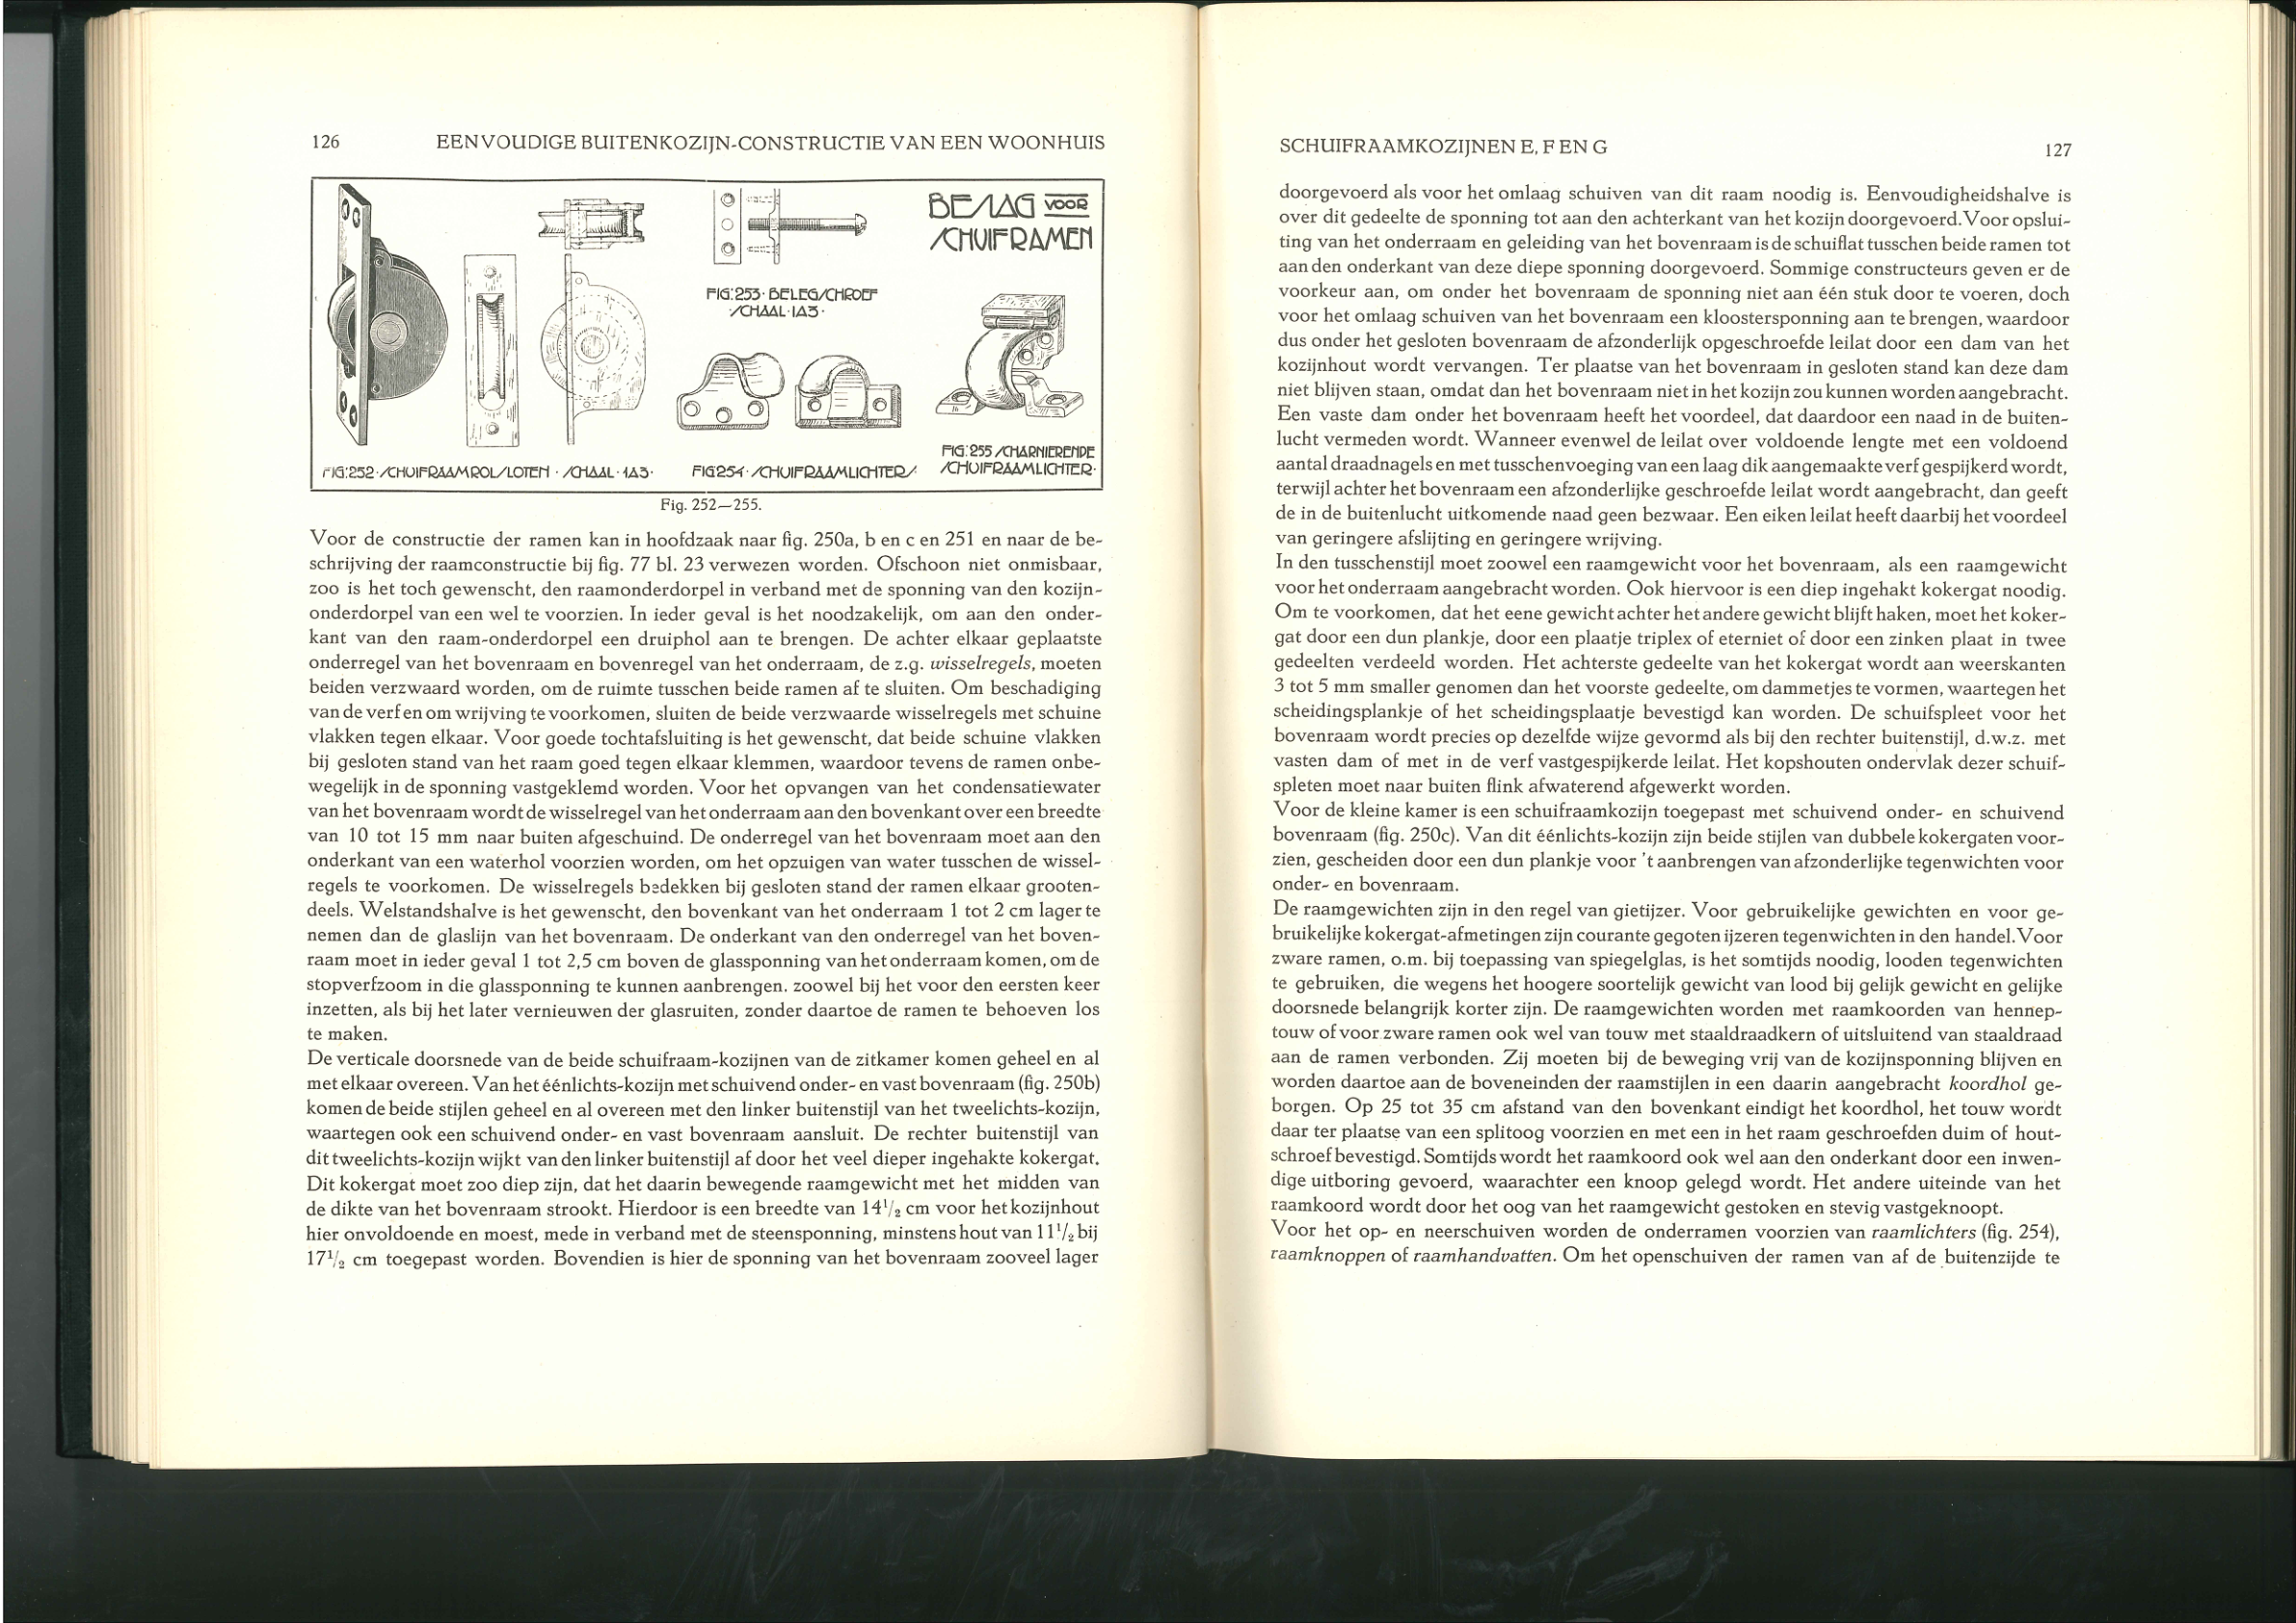 126 EENVOUDIGE BUITENKOZIJN-CONSTRUCTIE VAN EEN WOONHUIS
BESLAG VOOR
SCHUIFRAMEN
FIG: 253 · BELEGSCHROEF
· SCHAAL · 1A3 ·
FIG: 252 · SCHUIFRAAMROLSLOTEN · SCHAAL · 1A3 ·
FIG 254 · SCHUIFRAAMLICHTERS ·
FIG: 255 SCHARNIERENDE
SCHUIFRAAMLICHTER ·
Fig. 252—255.
Voor de constructie der ramen kan in hoofdzaak naar fig. 250a, b en c en 251 en naar de be-
schrijving der raamconstructie bij fig. 77 bl. 23 verwezen worden. Ofschoon niet onmisbaar,
zoo is het toch gewenscht, den raamonderdorpel in verband met de sponning van den kozijn-
onderdorpel van een wel te voorzien. In ieder geval is het noodzakelijk, om aan den onder-
kant van den raam-onderdorpel een druiphol aan te brengen. De achter elkaar geplaatste
onderregel van het bovenraam en bovenregel van het onderraam, de z.g. wisselregels, moeten
beiden verzwaard worden, om de ruimte tusschen beide ramen af te sluiten. Om beschadiging
van de verf en om wrijving te voorkomen, sluiten de beide verzwaarde wisselregels met schuine
vlakken tegen elkaar. Voor goede tochtafsluiting is het gewenscht, dat beide schuine vlakken
bij gesloten stand van het raam goed tegen elkaar klemmen, waardoor tevens de ramen onbe-
wegelijk in de sponning vastgeklemd worden. Voor het opvangen van het condensatiewater
van het bovenraam wordt de wisselregel van het onderraam aan den bovenkant over een breedte
van 10 tot 15 mm naar buiten afgeschuind. De onderregel van het bovenraam moet aan den
onderkant van een waterhol voorzien worden, om het opzuigen van water tusschen de wissel-
regels te voorkomen. De wisselregels bedekken bij gesloten stand der ramen elkaar grooten-
deels. Welstandshalve is het gewenscht, den bovenkant van het onderraam 1 tot 2 cm lager te
nemen dan de glaslijn van het bovenraam. De onderkant van den onderregel van het boven-
raam moet in ieder geval 1 tot 2,5 cm boven de glassponning van het onderraam komen, om de
stopverfzoom in die glassponning te kunnen aanbrengen. zoowel bij het voor den eersten keer
inzetten, als bij het later vernieuwen der glasruiten, zonder daartoe de ramen te behoeven los
te maken.
De verticale doorsnede van de beide schuifraam-kozijnen van de zitkamer komen geheel en al
met elkaar overeen. Van het éénlichts-kozijn met schuivend onder- en vast bovenraam (fig. 250b)
komen de beide stijlen geheel en al overeen met den linker buitenstijl van het tweelichts-kozijn,
waartegen ook een schuivend onder- en vast bovenraam aansluit. De rechter buitenstijl van
dit tweelichts-kozijn wijkt van den linker buitenstijl af door het veel dieper ingehakte kokergat.
Dit kokergat moet zoo diep zijn, dat het daarin bewegende raamgewicht met het midden van
de dikte van het bovenraam strookt. Hierdoor is een breedte van 14¹/₂ cm voor het kozijnhout
hier onvoldoende en moest, mede in verband met de steensponning, minstens hout van 11¹/₂ bij
17¹/₂ cm toegepast worden. Bovendien is hier de sponning van het bovenraam zooveel lager
SCHUIFRAAMKOZIJNEN E, F EN G 127
doorgevoerd als voor het omlaag schuiven van dit raam noodig is. Eenvoudigheidshalve is
over dit gedeelte de sponning tot aan den achterkant van het kozijn doorgevoerd. Voor opslui-
ting van het onderraam en geleiding van het bovenraam is de schuiflat tusschen beide ramen tot
aan den onderkant van deze diepe sponning doorgevoerd. Sommige constructeurs geven er de
voorkeur aan, om onder het bovenraam de sponning niet aan één stuk door te voeren, doch
voor het omlaag schuiven van het bovenraam een kloostersponning aan te brengen, waardoor
dus onder het gesloten bovenraam de afzonderlijk opgeschroefde leilat door een dam van het
kozijnhout wordt vervangen. Ter plaatse van het bovenraam in gesloten stand kan deze dam
niet blijven staan, omdat dan het bovenraam niet in het kozijn zou kunnen worden aangebracht.
Een vaste dam onder het bovenraam heeft het voordeel, dat daardoor een naad in de buiten-
lucht vermeden wordt. Wanneer evenwel de leilat over voldoende lengte met een voldoend
aantal draadnagels en met tusschenvoeging van een laag dik aangemaakte verf gespijkerd wordt,
terwijl achter het bovenraam een afzonderlijke geschroefde leilat wordt aangebracht, dan geeft
de in de buitenlucht uitkomende naad geen bezwaar. Een eiken leilat heeft daarbij het voordeel
van geringere afslijting en geringere wrijving.
In den tusschenstijl moet zoowel een raamgewicht voor het bovenraam, als een raamgewicht
voor het onderraam aangebracht worden. Ook hiervoor is een diep ingehakt kokergat noodig.
Om te voorkomen, dat het eene gewicht achter het andere gewicht blijft haken, moet het koker-
gat door een dun plankje, door een plaatje triplex of eterniet of door een zinken plaat in twee
gedeelten verdeeld worden. Het achterste gedeelte van het kokergat wordt aan weerskanten
3 tot 5 mm smaller genomen dan het voorste gedeelte, om dammetjes te vormen, waartegen het
scheidingsplankje of het scheidingsplaatje bevestigd kan worden. De schuifspleet voor het
bovenraam wordt precies op dezelfde wijze gevormd als bij den rechter buitenstijl, d.w.z. met
vasten dam of met in de verf vastgespijkerde leilat. Het kopshouten ondervlak dezer schuif-
spleten moet naar buiten flink afwaterend afgewerkt worden.
Voor de kleine kamer is een schuifraamkozijn toegepast met schuivend onder- en schuivend
bovenraam (fig. 250c). Van dit éénlichts-kozijn zijn beide stijlen van dubbele kokergaten voor-
zien, gescheiden door een dun plankje voor 't aanbrengen van afzonderlijke tegenwichten voor
onder- en bovenraam.
De raamgewichten zijn in den regel van gietijzer. Voor gebruikelijke gewichten en voor ge-
bruikelijke kokergat-afmetingen zijn courante gegoten ijzeren tegenwichten in den handel. Voor
zware ramen, o.m. bij toepassing van spiegelglas, is het somtijds noodig, looden tegenwichten
te gebruiken, die wegens het hoogere soortelijk gewicht van lood bij gelijk gewicht en gelijke
doorsnede belangrijk korter zijn. De raamgewichten worden met raamkoorden van hennep-
touw of voor zware ramen ook wel van touw met staaldraadkern of uitsluitend van staaldraad
aan de ramen verbonden. Zij moeten bij de beweging vrij van de kozijnsponning blijven en
worden daartoe aan de boveneinden der raamstijlen in een daarin aangebracht koordhol ge-
borgen. Op 25 tot 35 cm afstand van den bovenkant eindigt het koordhol, het touw wordt
daar ter plaatse van een splitoog voorzien en met een in het raam geschroefden duim of hout-
schroef bevestigd. Somtijds wordt het raamkoord ook wel aan den onderkant door een inwen-
dige uitboring gevoerd, waarachter een knoop gelegd wordt. Het andere uiteinde van het
raamkoord wordt door het oog van het raamgewicht gestoken en stevig vastgeknoopt.
Voor het op- en neerschuiven worden de onderramen voorzien van raamlichters (fig. 254),
raamknoppen of raamhandvatten. Om het openschuiven der ramen van af de buitenzijde te